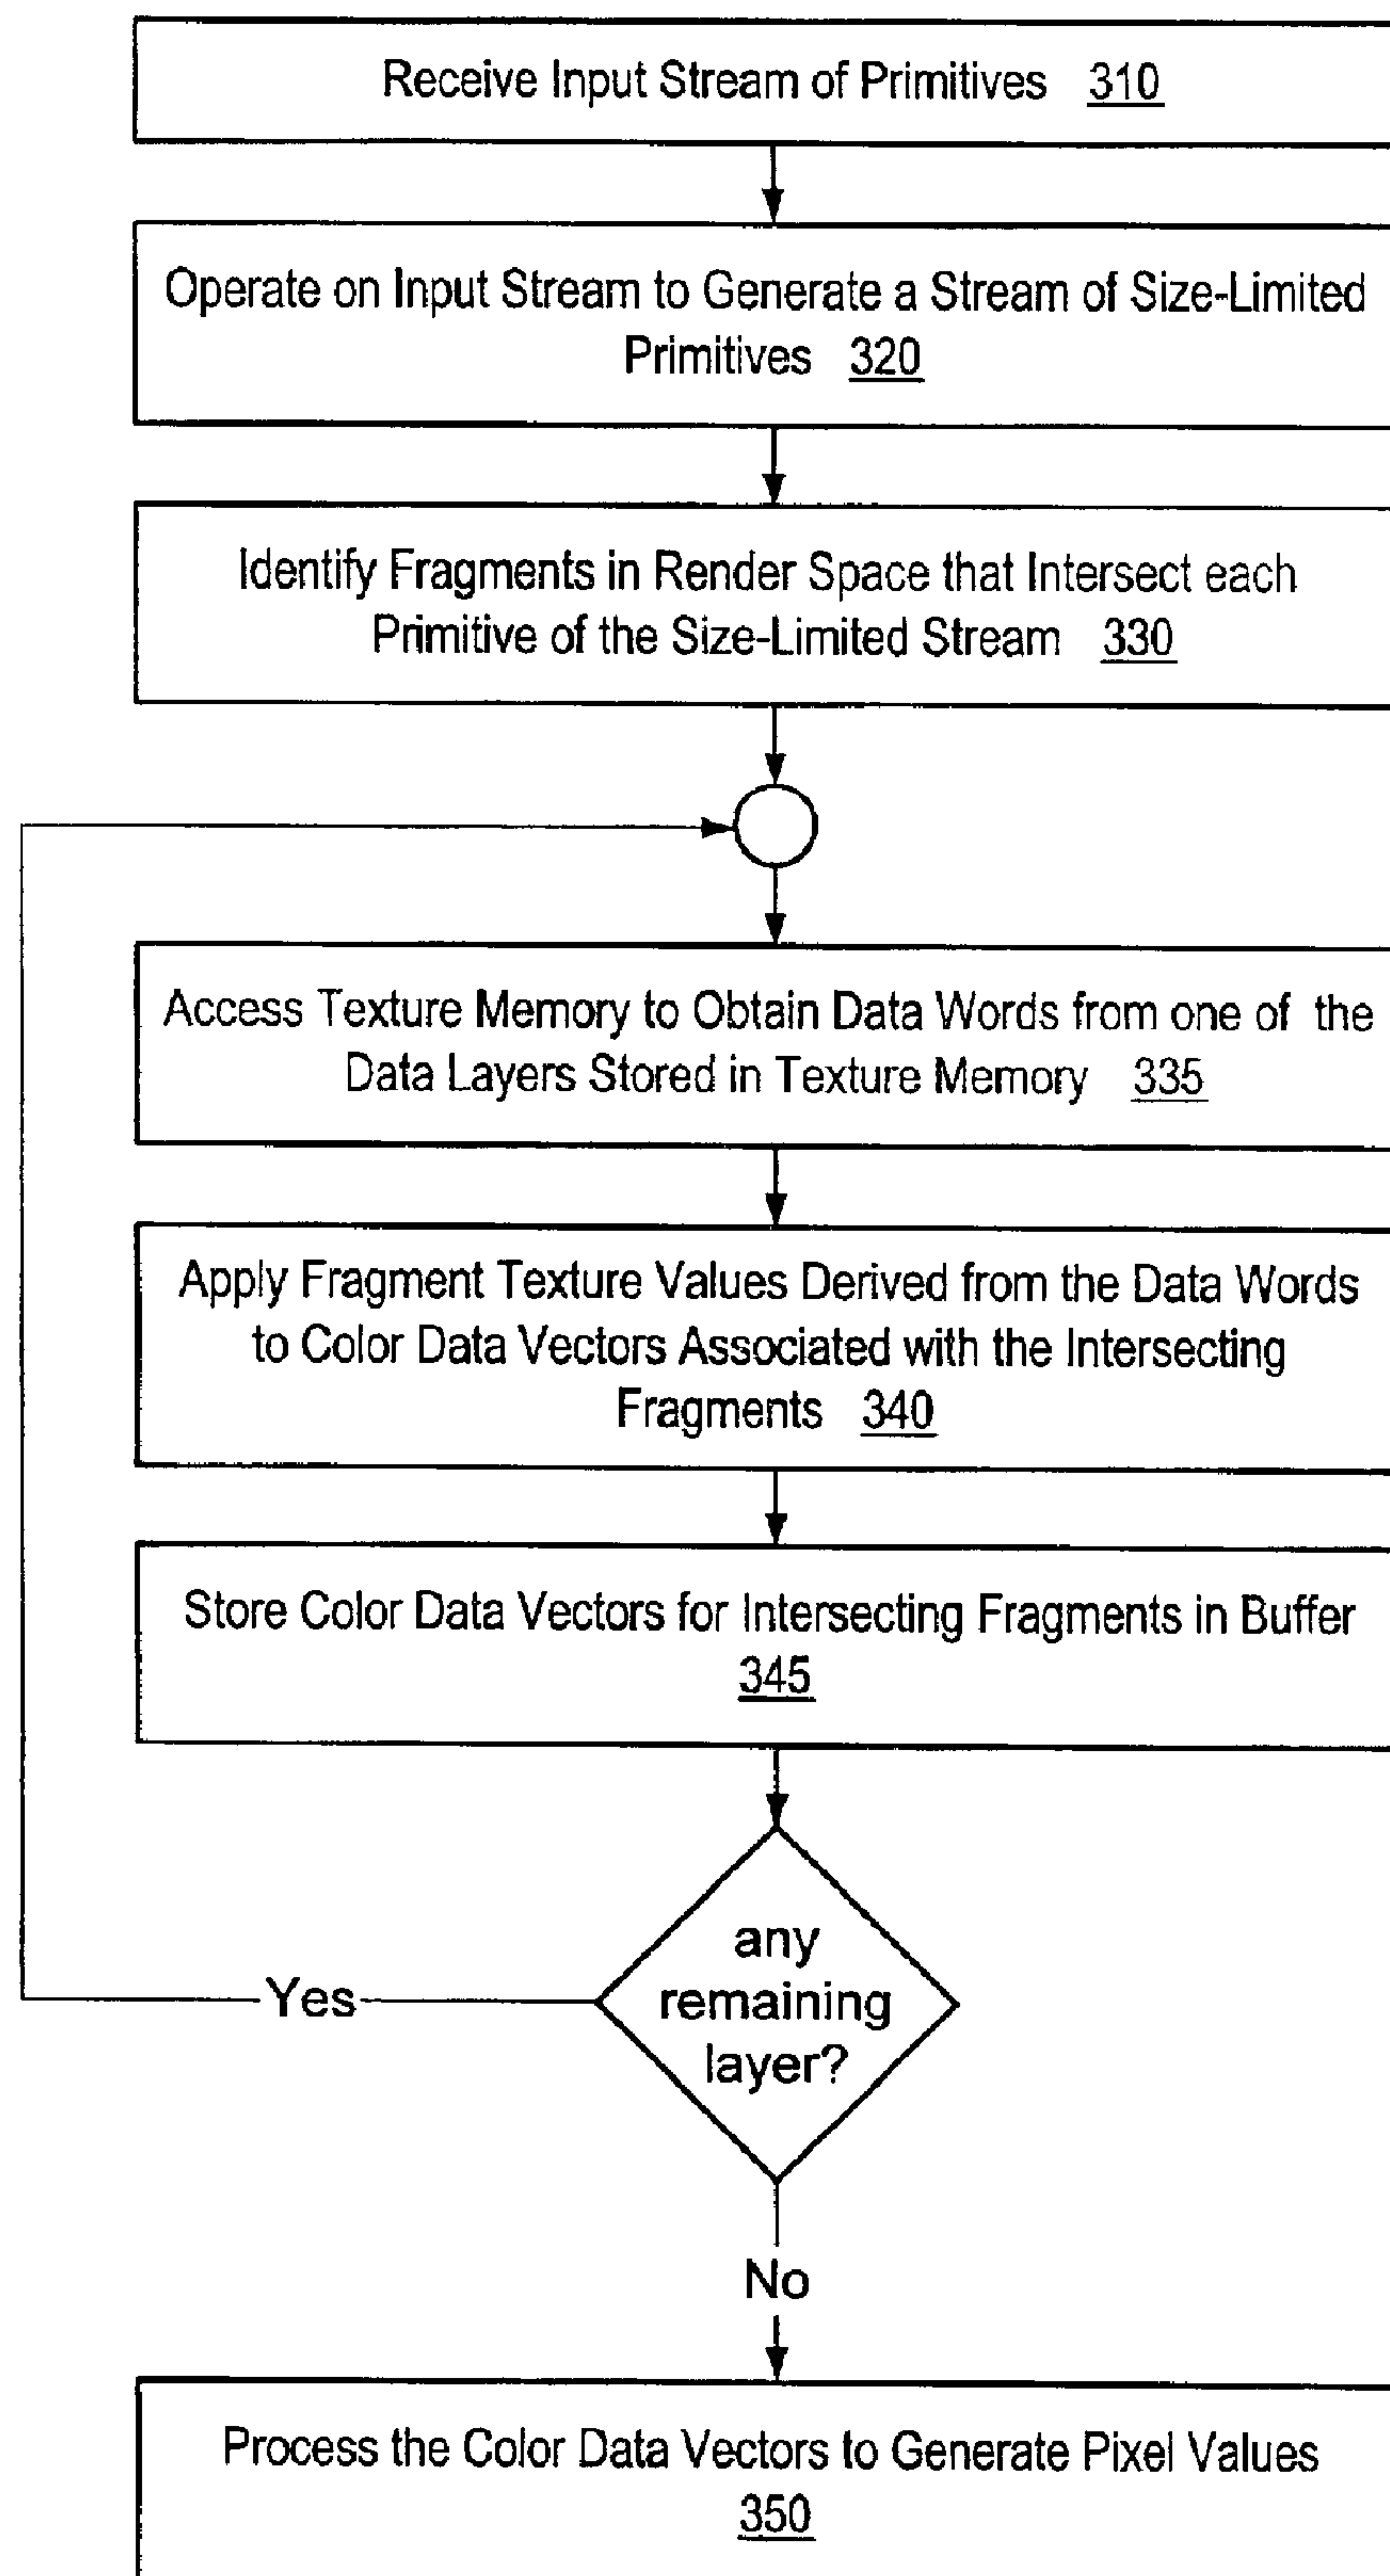 Receive Input Stream of Primitives 310
Operate on Input Stream to Generate a Stream of Size-Limited
Primitives 320
Identify Fragments in Render Space that Intersect each
Primitive of the Size-Limited Stream 330
Access Texture Memory to Obtain Data Words from one of the
Data Layers Stored in Texture Memory 335
Apply Fragment Texture Values Derived from the Data Words
to Color Data Vectors Associated with the Intersecting
Fragments 340
Store Color Data Vectors for Intersecting Fragments in Buffer
345
any
remaining
layer?
Yes
No
Process the Color Data Vectors to Generate Pixel Values
350